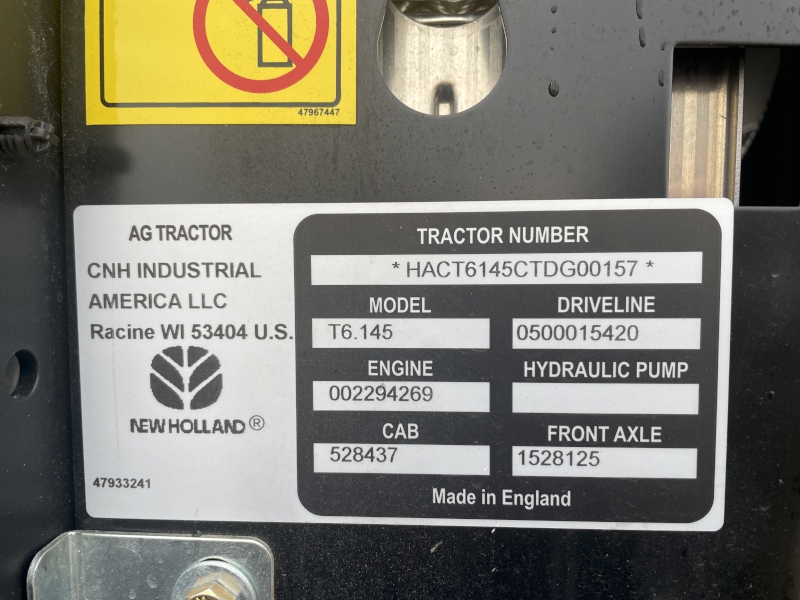 47967447
AG TRACTOR
CNH INDUSTRIAL
AMERICA LLC
Racine WI 53404 U.S.
NEW HOLLAND®
47933241
TRACTOR NUMBER
* HACT6145CTDG00157 *
MODEL DRIVELINE
T6.145 0500015420
ENGINE HYDRAULIC PUMP
002294269
CAB FRONT AXLE
528437 1528125
Made in England